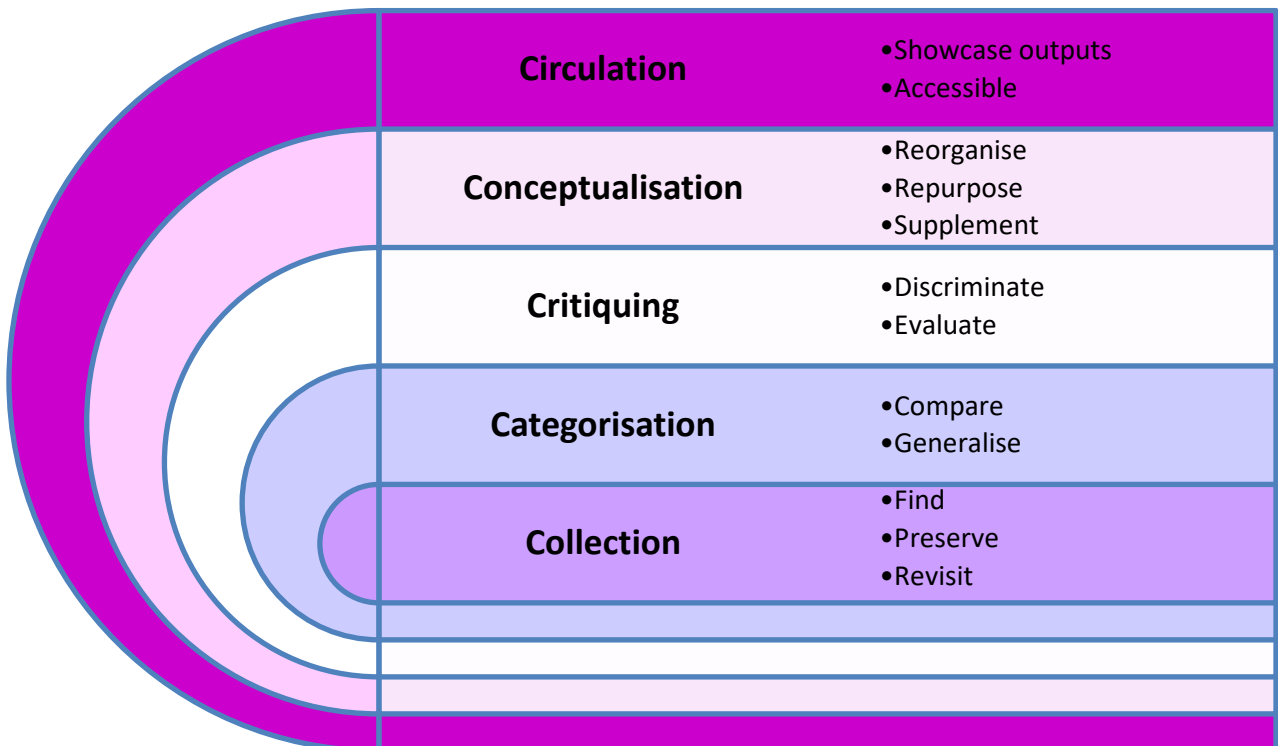 Circulation
•Showcase outputs
•Accessible
Conceptualisation
•Reorganise
•Repurpose
•Supplement
Critiquing
•Discriminate
•Evaluate
Categorisation
•Compare
•Generalise
Collection
•Find
•Preserve
•Revisit